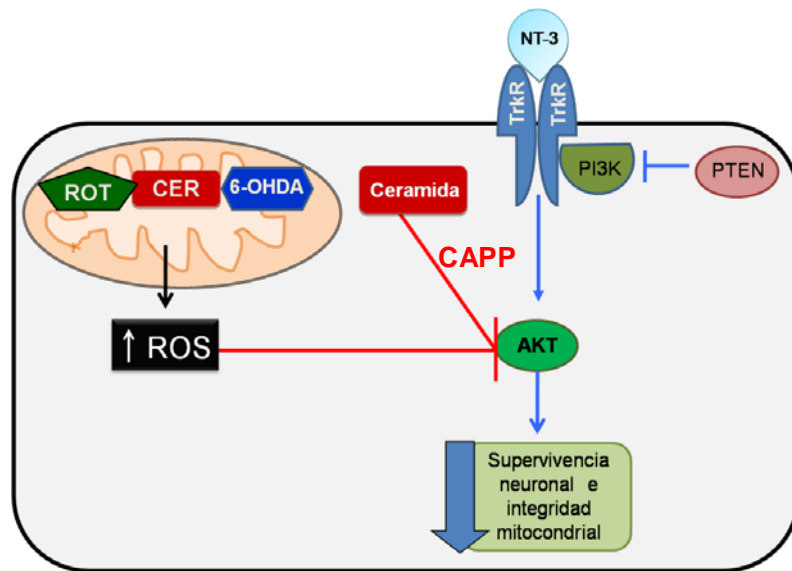 NT-3
TrkR
TrkR
PI3K
PTEN
ROT
CER
6-OHDA
Ceramida
CAPP
↑ ROS
AKT
Supervivencia
neuronal e
integridad
mitocondrial